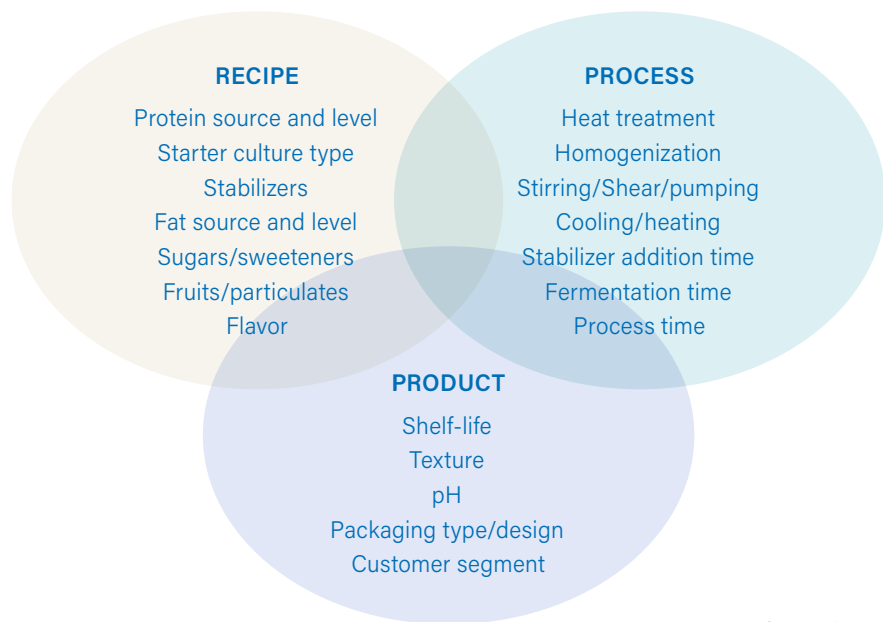 RECIPE
Protein source and level
Starter culture type
Stabilizers
Fat source and level
Sugars/sweeteners
Fruits/particulates
Flavor
PROCESS
Heat treatment
Homogenization
Stirring/Shear/pumping
Cooling/heating
Stabilizer addition time
Fermentation time
Process time
PRODUCT
Shelf-life
Texture
pH
Packaging type/design
Customer segment